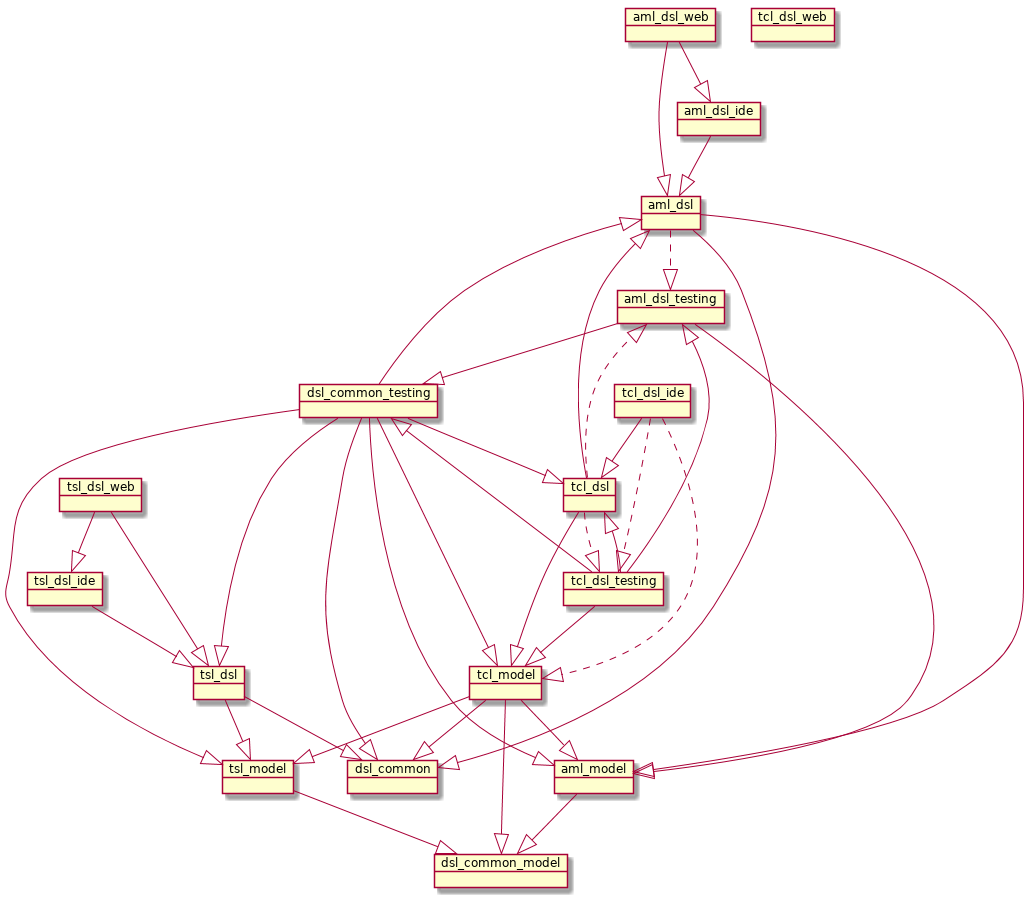 aml_dsl_web
tcl_dsl_web
aml_dsl_ide
aml_dsl
aml_dsl_testing
dsl_common_testing
tcl_dsl_ide
tsl_dsl_web
tcl_dsl
tsl_dsl_ide
tcl_dsl_testing
tsl_dsl
tcl_model
tsl_model
dsl_common
aml_model
dsl_common_model